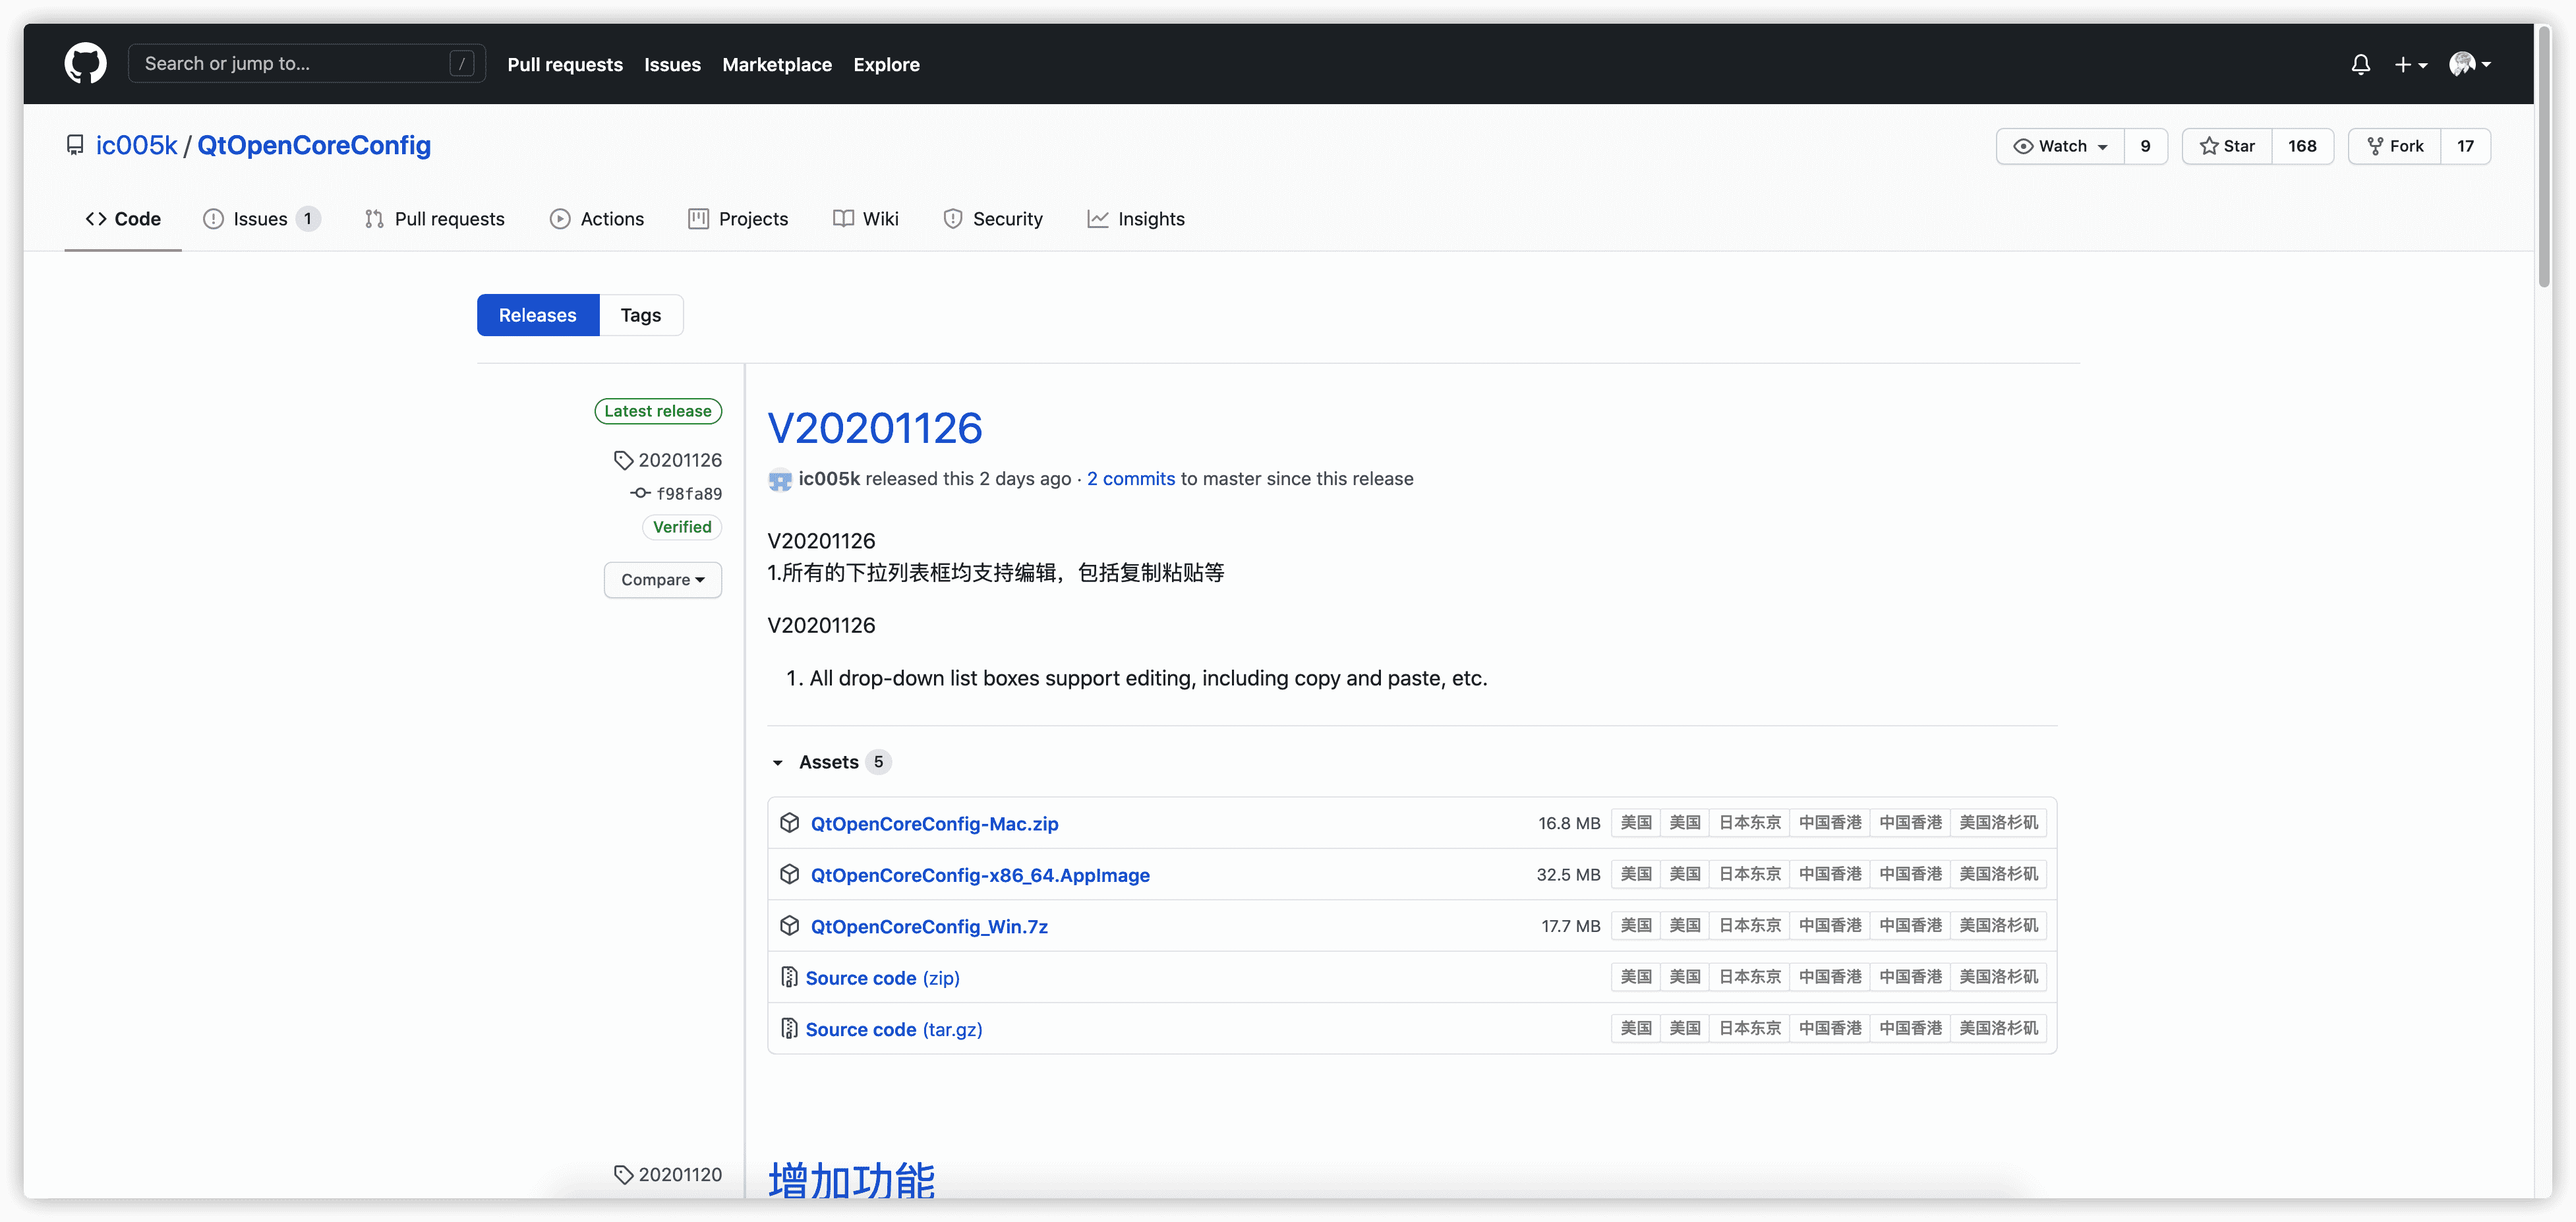 Search or jump to... /
Pull requests Issues Marketplace Explore
ic005k / QtOpenCoreConfig
Watch 9 Star 168 Fork 17
Code Issues 1 Pull requests Actions Projects Wiki Security Insights
Releases Tags
Latest release
20201126
f98fa89
Verified
Compare
V20201126
ic005k released this 2 days ago · 2 commits to master since this release
V20201126
1.所有的下拉列表框均支持编辑，包括复制粘贴等
V20201126
1. All drop-down list boxes support editing, including copy and paste, etc.
Assets 5
QtOpenCoreConfig-Mac.zip 16.8 MB 美国 美国 日本东京 中国香港 中国香港 美国洛杉矶
QtOpenCoreConfig-x86_64.AppImage 32.5 MB 美国 美国 日本东京 中国香港 中国香港 美国洛杉矶
QtOpenCoreConfig_Win.7z 17.7 MB 美国 美国 日本东京 中国香港 中国香港 美国洛杉矶
Source code (zip) 美国 美国 日本东京 中国香港 中国香港 美国洛杉矶
Source code (tar.gz) 美国 美国 日本东京 中国香港 中国香港 美国洛杉矶
20201120
增加功能